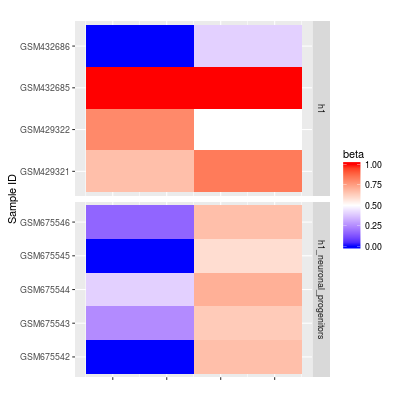 GSM432686
GSM432685
GSM429322
GSM429321
h1
GSM675546
GSM675545
GSM675544
GSM675543
GSM675542
h1_neuronal_progenitors
Sample ID
beta
1.00
0.75
0.50
0.25
0.00